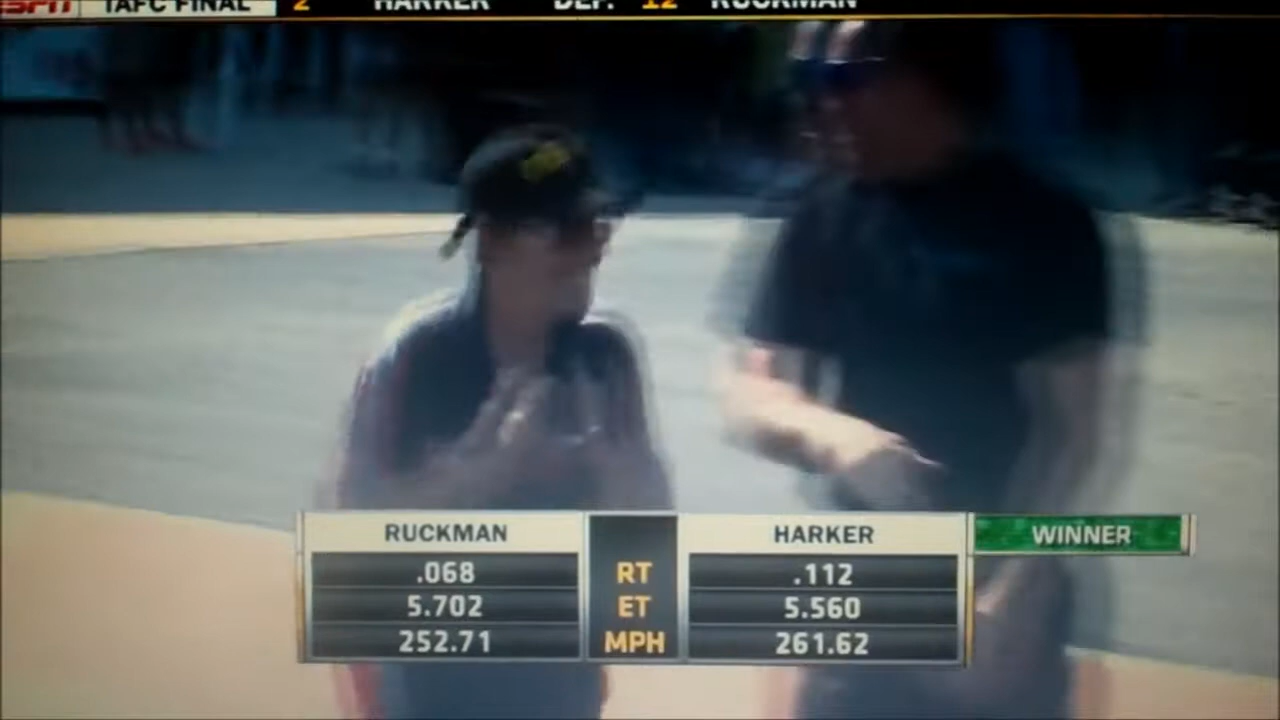 ESPN TAFC FINAL 2 HARKER DEF. 12 RUCKMAN
RUCKMAN HARKER WINNER
.068 RT .112
5.702 ET 5.560
252.71 MPH 261.62